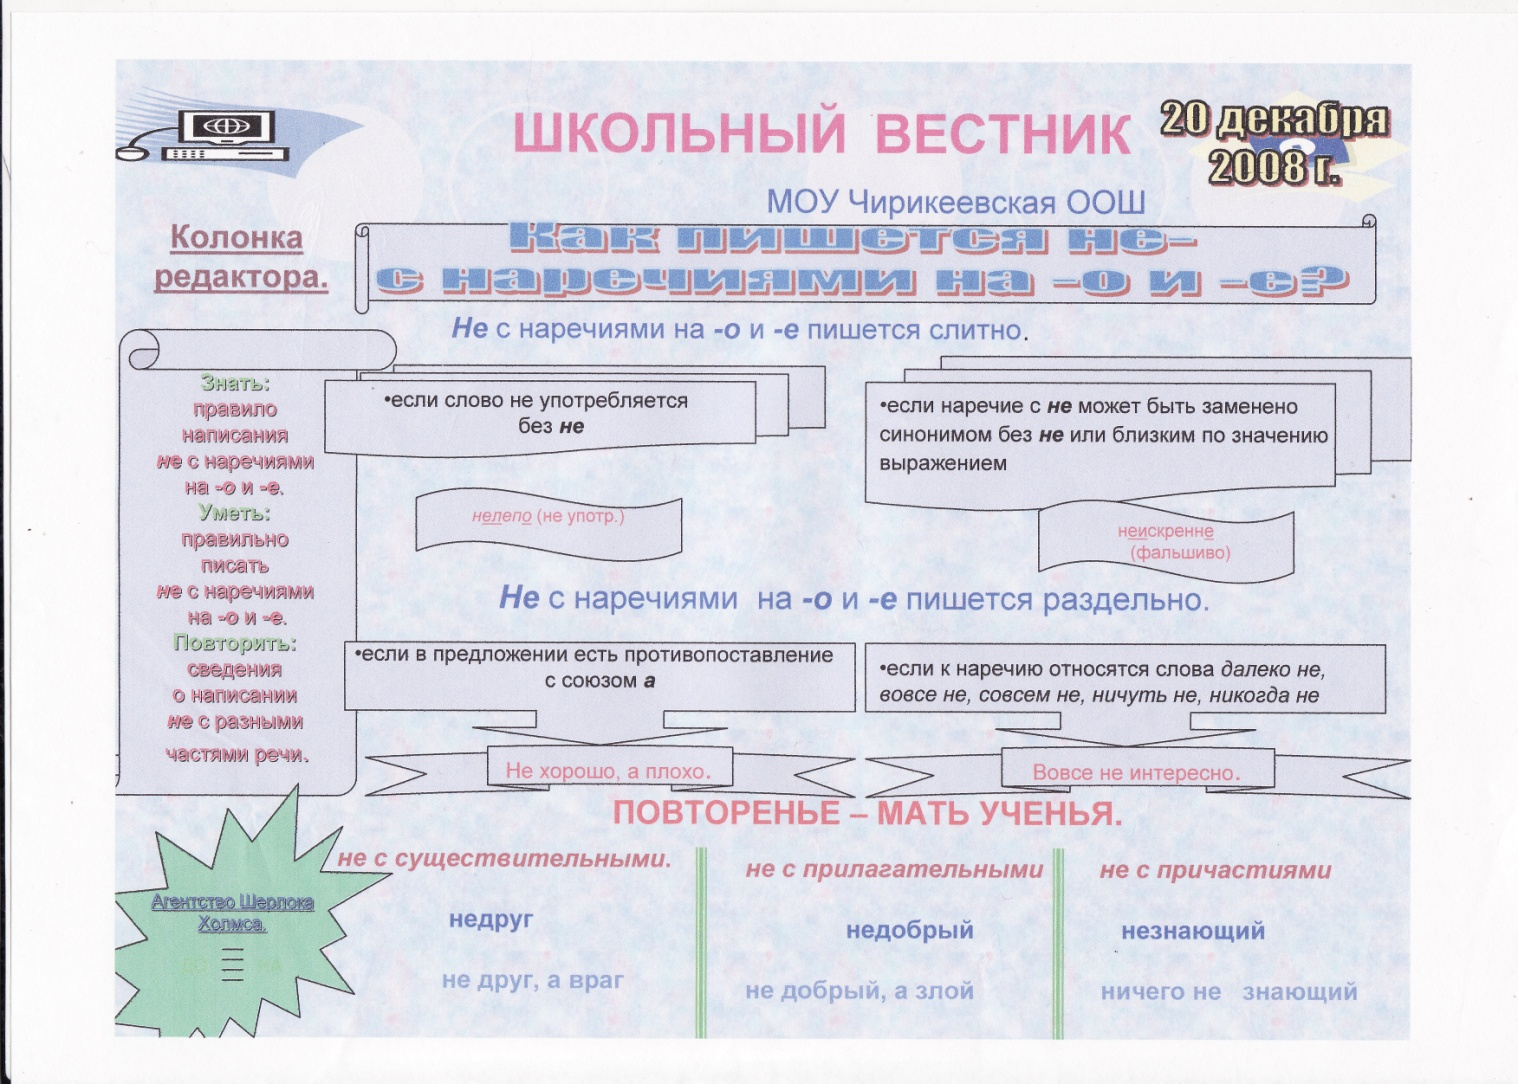 ШКОЛЬНЫЙ ВЕСТНИК
20 декабря
2008 г.
МОУ Чирикеевская ООШ
Колонка
редактора.
Как пишется не-
с наречиями на –о и –е?
Не с наречиями на -о и -е пишется слитно.
Знать:
правило
написания
не с наречиями
на -о и -е.
Уметь:
правильно
писать
не с наречиями
на -о и -е.
Повторить:
сведения
о написании
не с разными
частями речи.
•если слово не употребляется
без не
•если наречие с не может быть заменено
синонимом без не или близким по значению
выражением
нелепо (не употр.)
неискренне
(фальшиво)
Не с наречиями на -о и -е пишется раздельно.
•если в предложении есть противопоставление
с союзом а
•если к наречию относятся слова далеко не,
вовсе не, совсем не, ничуть не, никогда не
Не хорошо, а плохо.
Вовсе не интересно.
ПОВТОРЕНЬЕ – МАТЬ УЧЕНЬЯ.
не с существительными.
недруг
не друг, а враг
не с прилагательными
недобрый
не добрый, а злой
не с причастиями
незнающий
ничего не знающий
Агентство Шерлока
Холмса.